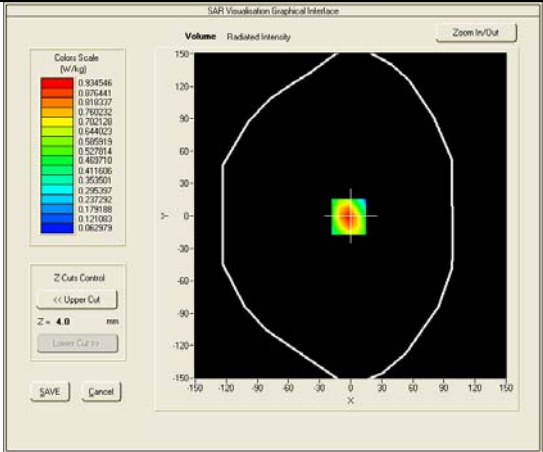 SAR Visualisation Graphical Interface
Volume Radiated Intensity
Zoom In/Out
Colors Scale
(W/kg)
0.934546
0.876441
0.818337
0.760232
0.702128
0.644023
0.585919
0.527814
0.469710
0.411606
0.353501
0.295397
0.237292
0.179188
0.121083
0.062979
Z-Cuts Control
<< Upper Cut
Z = 4.0 mm
Lower Cut >>
SAVE Cancel
150
120
90
60
30
0
-30
-60
-90
-120
-150
Y
-150 -120 -90 -60 -30 0 30 60 90 120 150
X